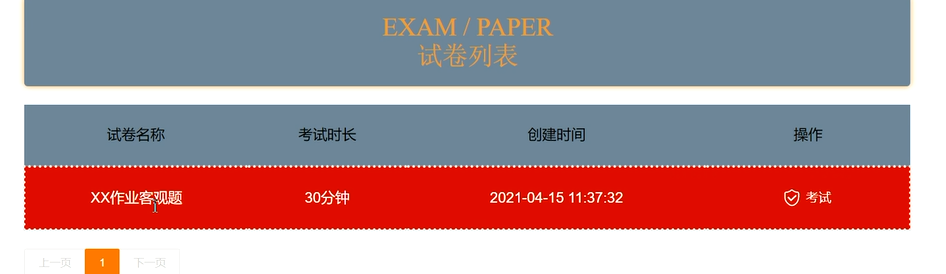 EXAM / PAPER
试卷列表
试卷名称 考试时长 创建时间 操作
XX作业客观题 30分钟 2021-04-15 11:37:32 考试
上一页 1 下一页